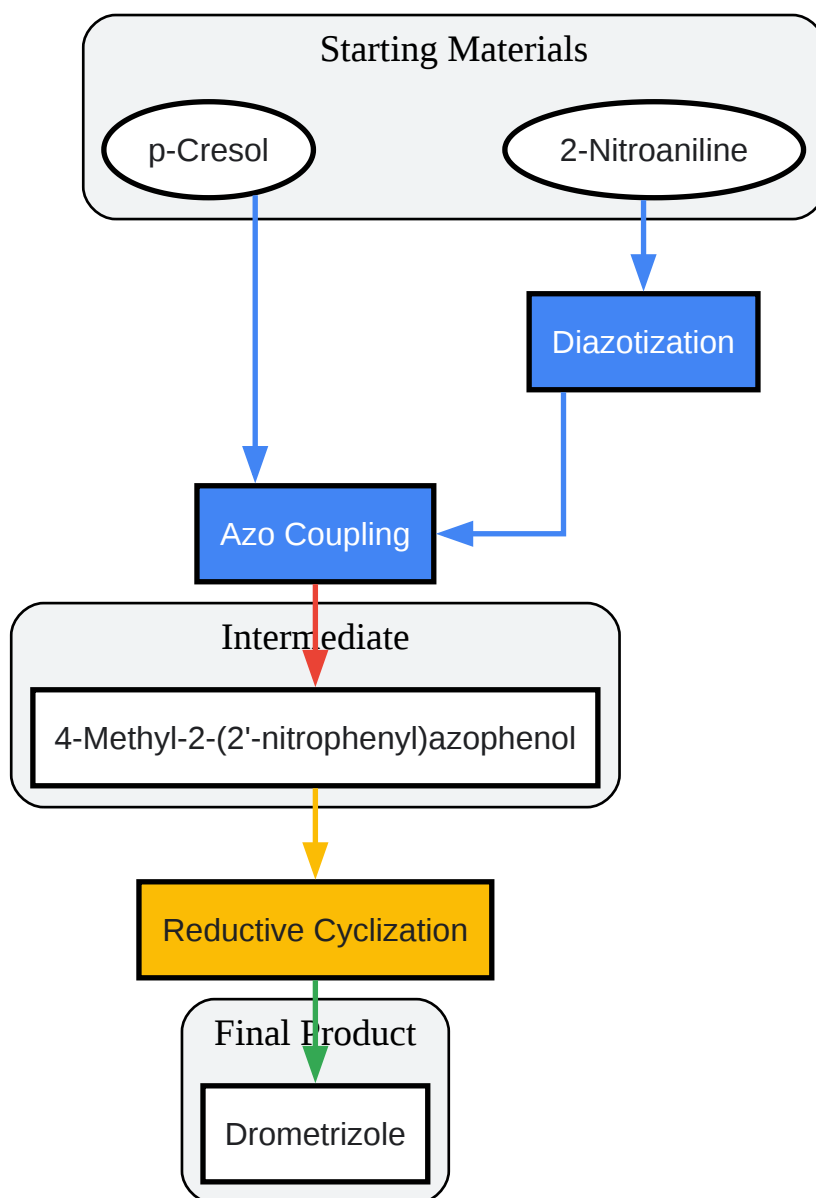 Starting Materials
p-Cresol
2-Nitroaniline
Diazotization
Azo Coupling
Intermediate
4-Methyl-2-(2'-nitrophenyl)azophenol
Reductive Cyclization
Final Product
Drometrizole